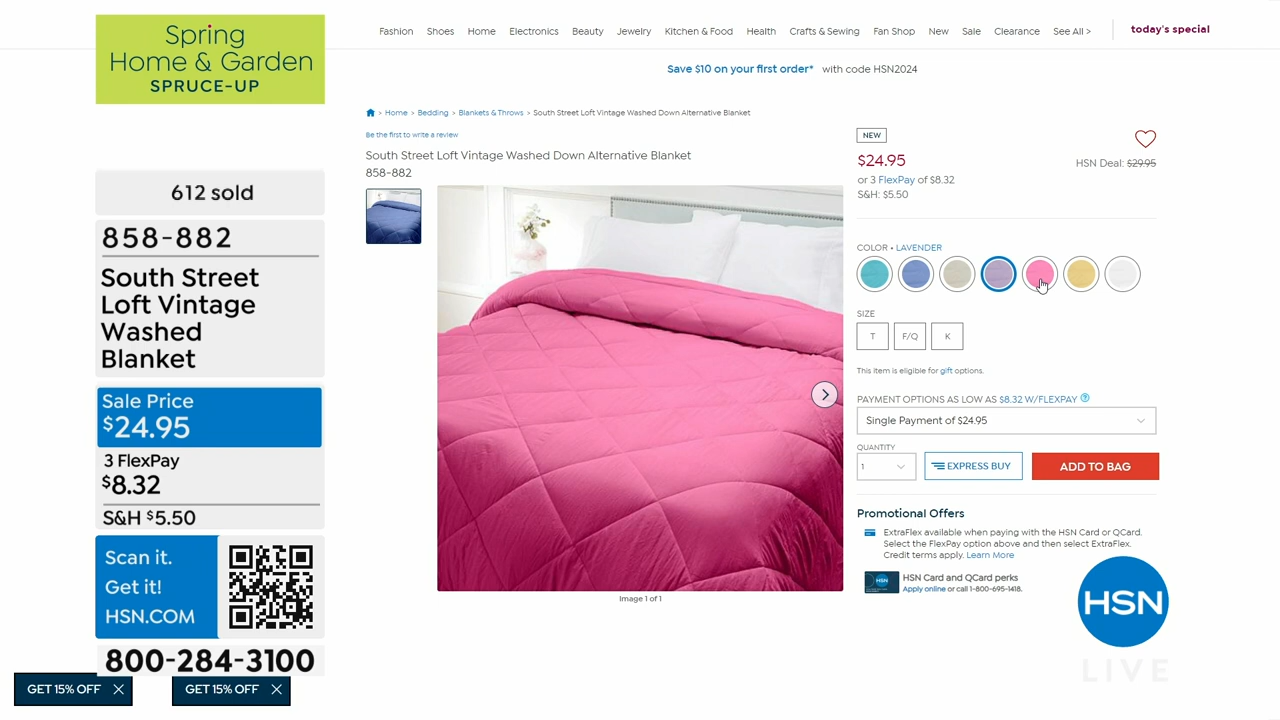 Spring
Home & Garden
SPRUCE-UP
Fashion Shoes Home Electronics Beauty Jewelry Kitchen & Food Health Crafts & Sewing Fan Shop New Sale Clearance See All > today's special
Save $10 on your first order* with code HSN2024
> Home > Bedding > Blankets & Throws > South Street Loft Vintage Washed Down Alternative Blanket
Be the first to write a review
South Street Loft Vintage Washed Down Alternative Blanket
858-882
NEW
$24.95
HSN Deal: $29.95
or 3 FlexPay of $8.32
S&H: $5.50
COLOR • LAVENDER
SIZE
T F/Q K
This item is eligible for gift options.
PAYMENT OPTIONS AS LOW AS $8.32 W/FLEXPAY ?
Single Payment of $24.95
QUANTITY
1
EXPRESS BUY
ADD TO BAG
Promotional Offers
ExtraFlex available when paying with the HSN Card or QCard.
Select the FlexPay option above and then select ExtraFlex.
Credit terms apply. Learn More
HSN
HSN Card and QCard perks
Apply online or call 1-800-695-1418.
Image 1 of 1
612 sold
858-882
South Street
Loft Vintage
Washed
Blanket
Sale Price
$24.95
3 FlexPay
$8.32
S&H $5.50
Scan it.
Get it!
HSN.COM
800-284-3100
GET 15% OFF
GET 15% OFF
HSN
LIVE